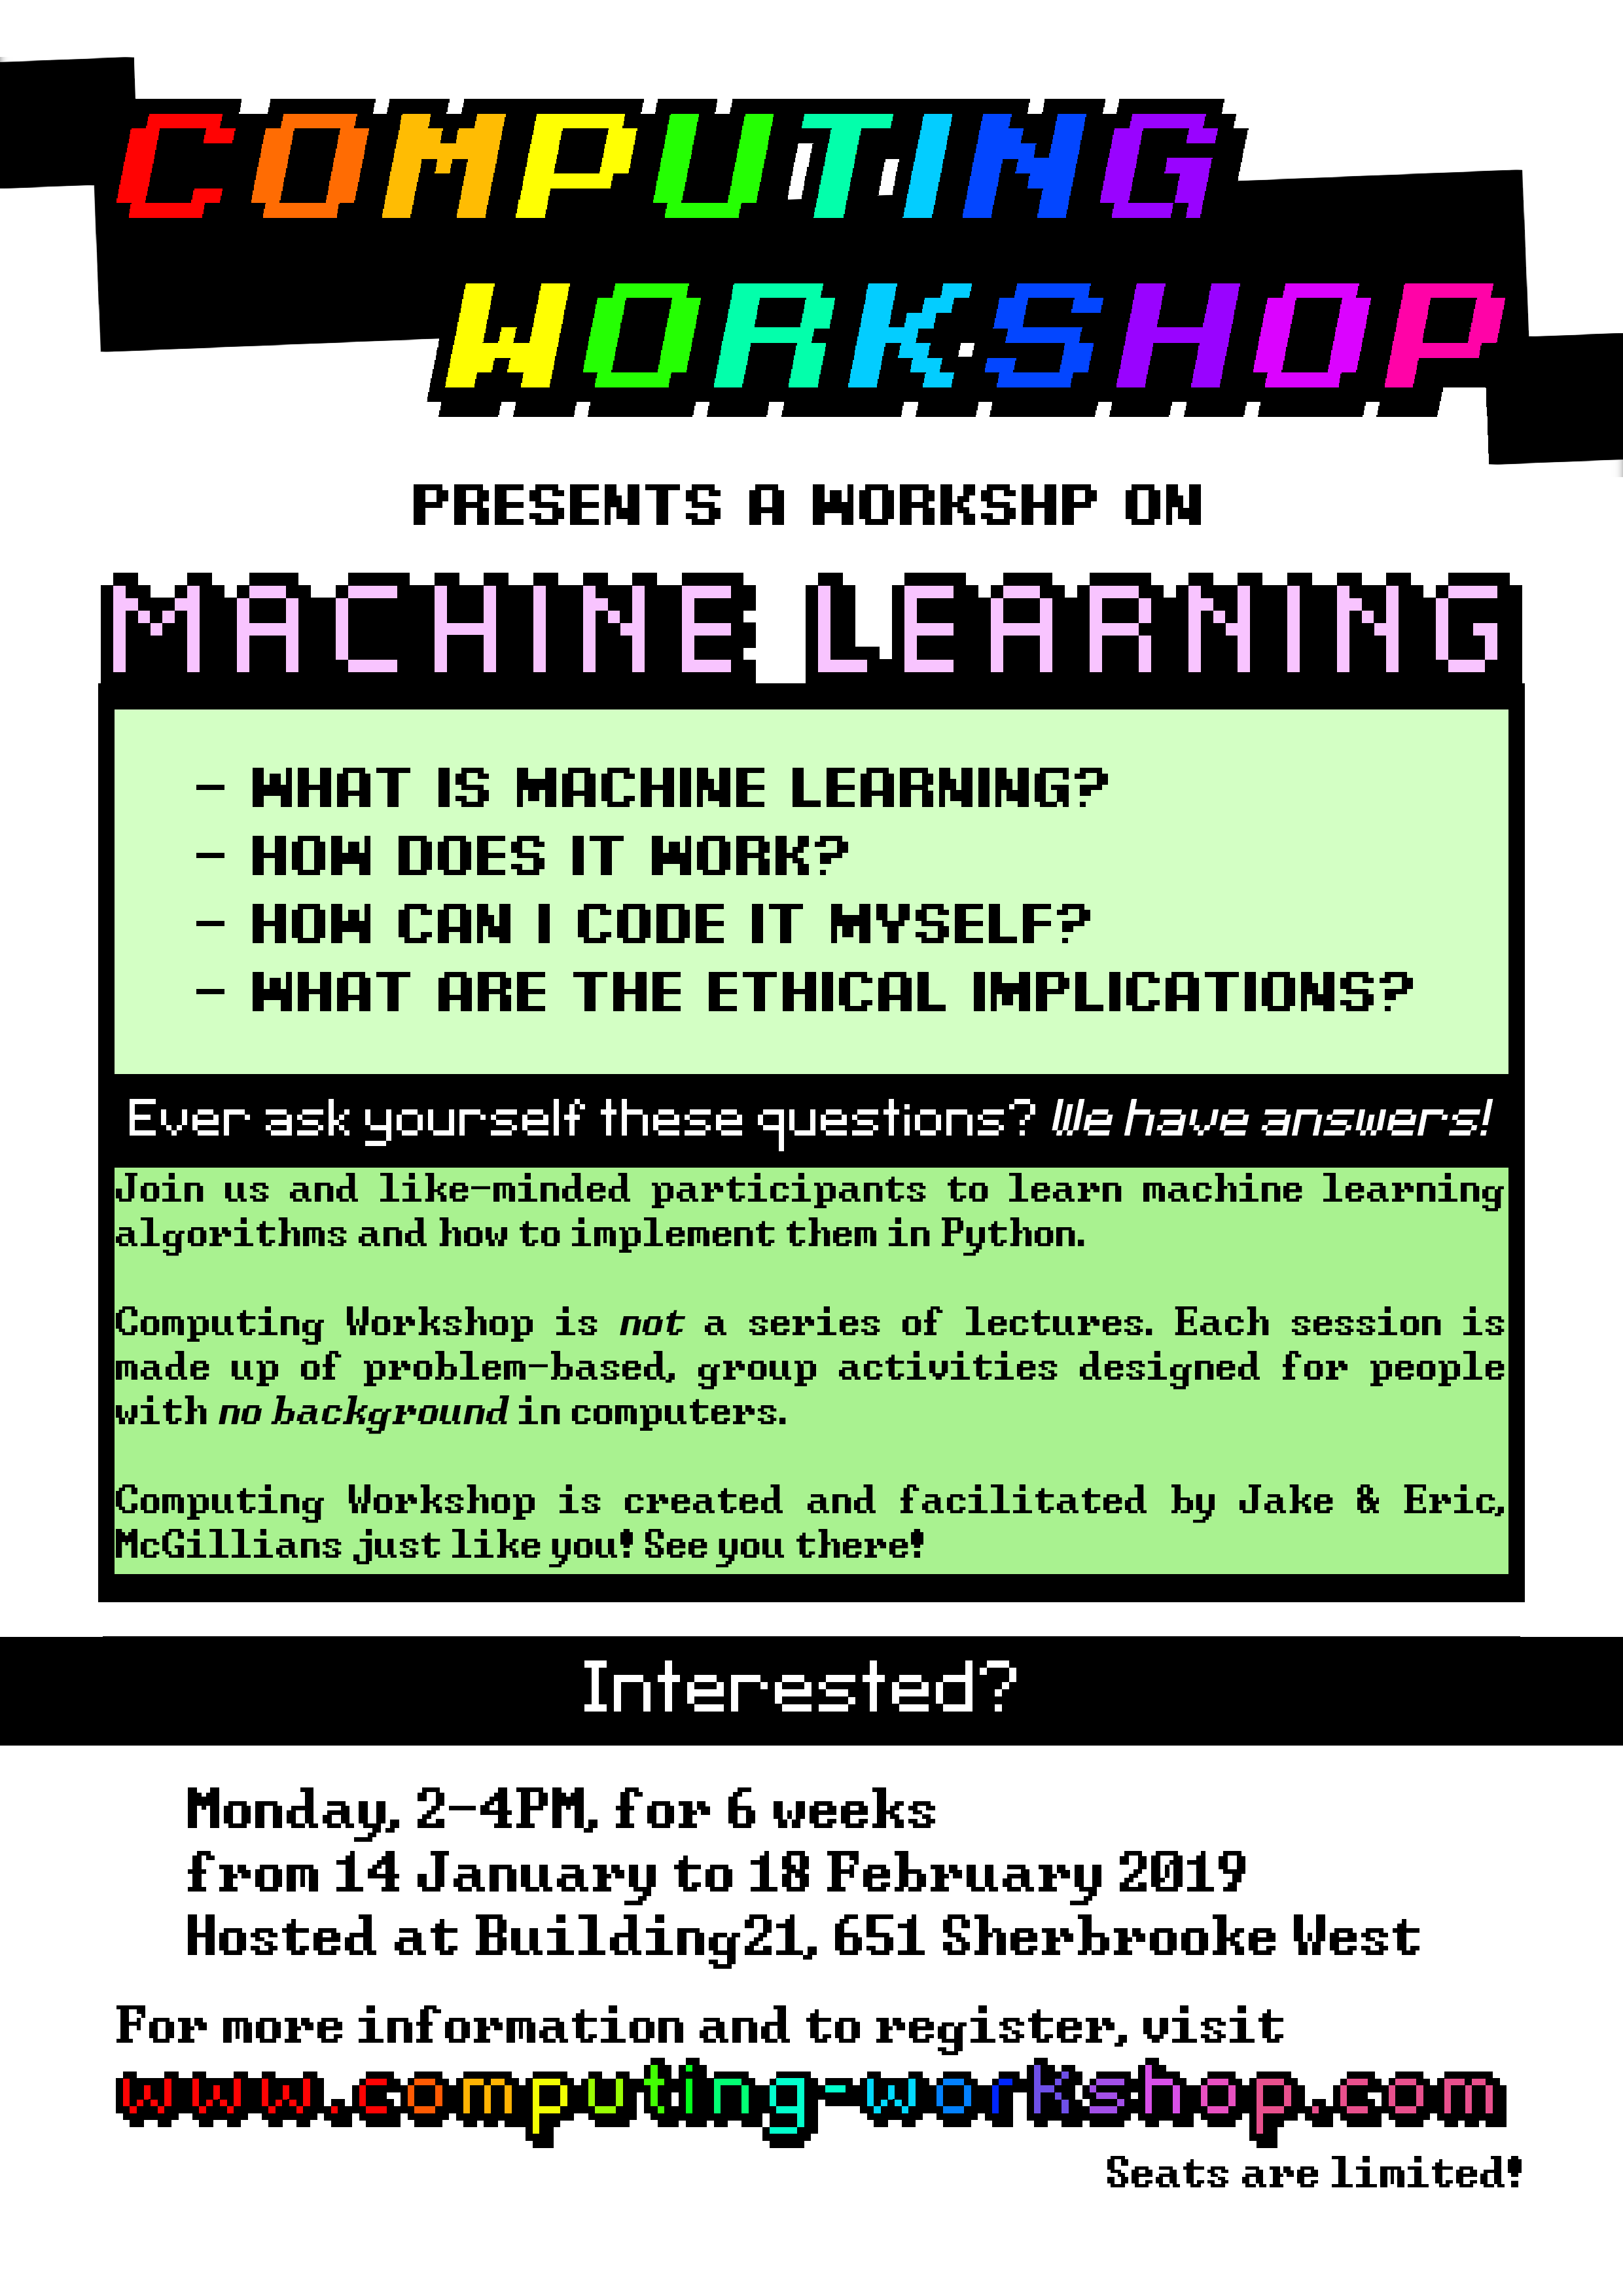 COMPUTING
WORKSHOP
PRESENTS A WORKSHP ON
MACHINE LEARNING
- WHAT IS MACHINE LEARNING?
- HOW DOES IT WORK?
- HOW CAN I CODE IT MYSELF?
- WHAT ARE THE ETHICAL IMPLICATIONS?
Ever ask yourself these questions? We have answers!
Join us and like-minded participants to learn machine learning
algorithms and how to implement them in Python.
Computing Workshop is not a series of lectures. Each session is
made up of problem-based, group activities designed for people
with no background in computers.
Computing Workshop is created and facilitated by Jake & Eric,
McGillians just like you! See you there!
Interested?
Monday, 2-4PM, for 6 weeks
from 14 January to 18 February 2019
Hosted at Building21, 651 Sherbrooke West
For more information and to register, visit
www.computing-workshop.com
Seats are limited!